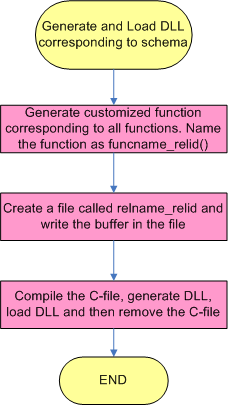 Generate and Load DLL
corresponding to schema
Generate customized function
corresponding to all functions. Name
the function as funcname_relid()
Create a file called relname_relid and
write the buffer in the file
Compile the C-file, generate DLL,
load DLL and then remove the C-file
END